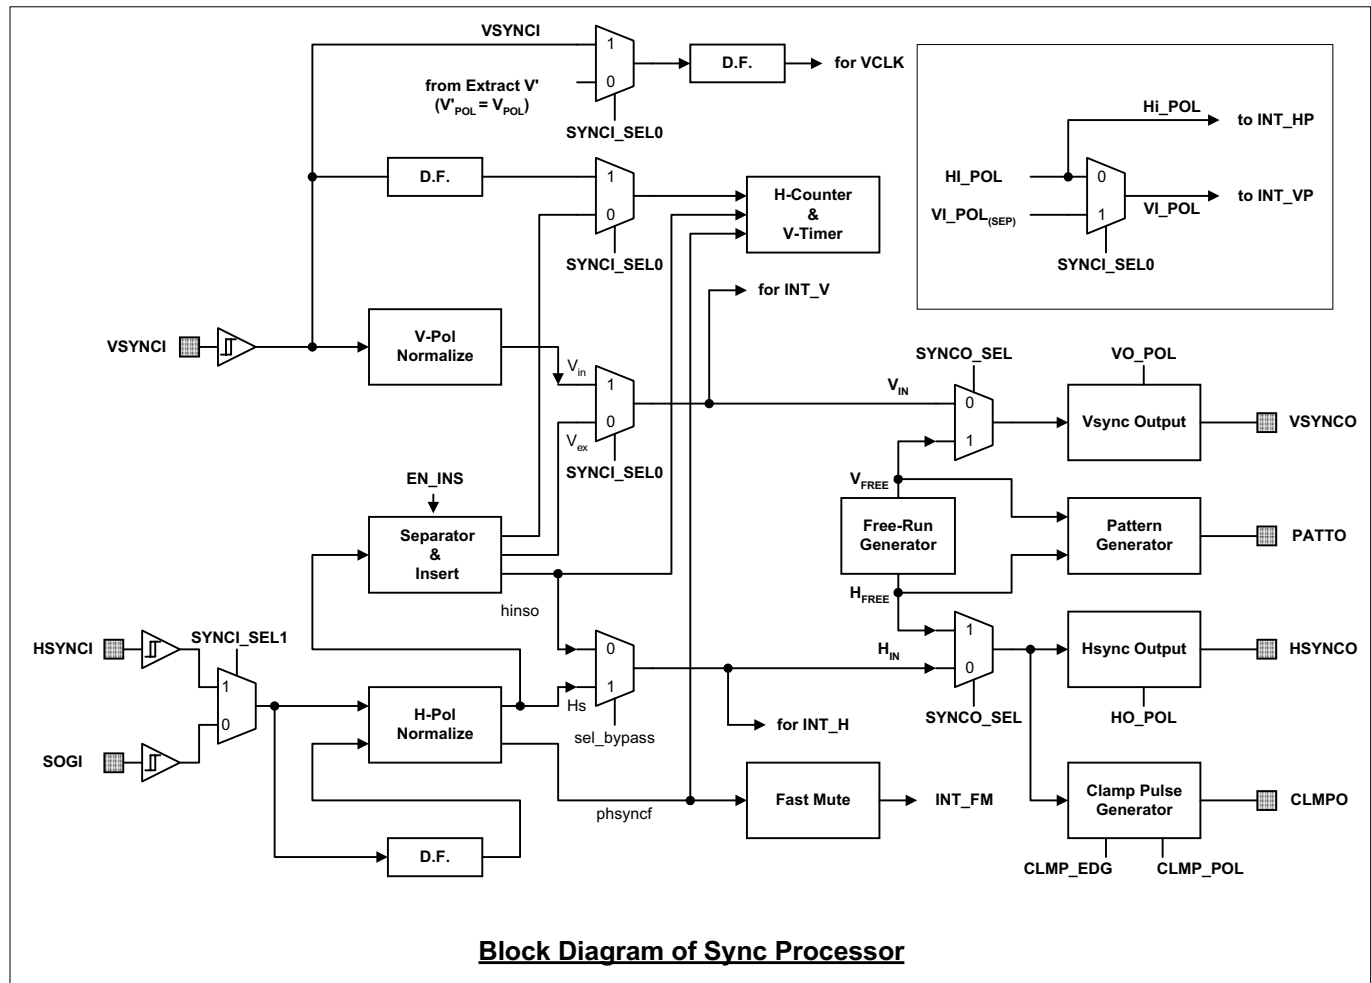 VSYNCI
1
0
D.F.
for VCLK
from Extract V'
(V'POL = VPOL)
SYNCI_SEL0
Hi_POL
to INT_HP
HI_POL
0
to INT_VP
VI_POL(SEP)
1
VI_POL
SYNCI_SEL0
D.F.
1
0
H-Counter
&
V-Timer
SYNCI_SEL0
for INT_V
VSYNCI
V-Pol
Normalize
Vin
1
0
Vex
SYNCI_SEL0
SYNCO_SEL
VO_POL
VIN
0
1
Vsync Output
VSYNCO
EN_INS
Separator
&
Insert
VFREE
Free-Run
Generator
HFREE
Pattern
Generator
PATTO
hinso
HSYNCI
SYNCI_SEL1
1
0
SOGI
H-Pol
Normalize
0
1
Hs
sel_bypass
HIN
1
0
SYNCO_SEL
Hsync Output
HSYNCO
HO_POL
for INT_H
phsyncf
Fast Mute
INT_FM
Clamp Pulse
Generator
CLMPO
CLMP_EDG
CLMP_POL
D.F.
Block Diagram of Sync Processor